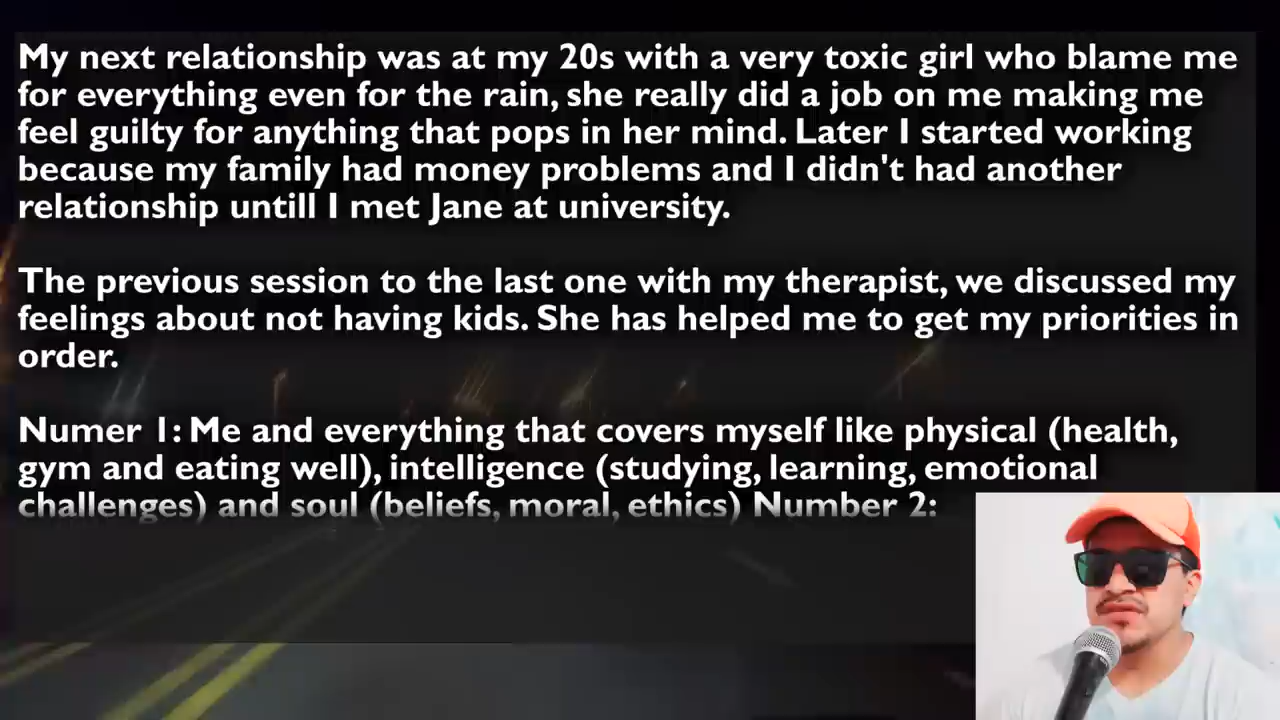 My next relationship was at my 20s with a very toxic girl who blame me
for everything even for the rain, she really did a job on me making me
feel guilty for anything that pops in her mind. Later I started working
because my family had money problems and I didn't had another
relationship untill I met Jane at university.
The previous session to the last one with my therapist, we discussed my
feelings about not having kids. She has helped me to get my priorities in
order.
Numer 1: Me and everything that covers myself like physical (health,
gym and eating well), intelligence (studying, learning, emotional
challenges) and soul (beliefs, moral, ethics) Number 2: